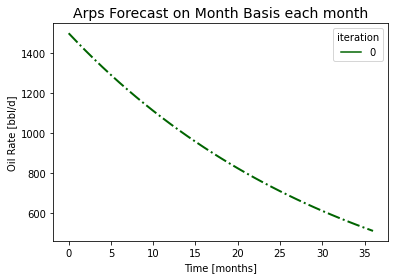 Arps Forecast on Month Basis each month
iteration
0
1400
1200
1000
800
600
Oil Rate [bbl/d]
0 5 10 15 20 25 30 35
Time [months]